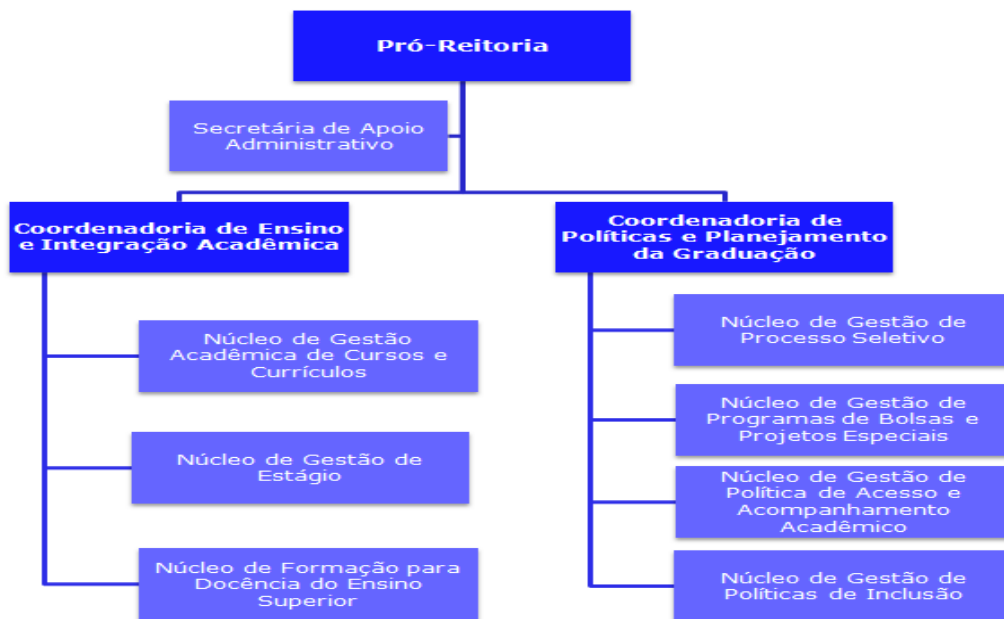 Pró-Reitoria
Secretária de Apoio
Administrativo
Coordenadoria de Ensino
e Integração Acadêmica
Núcleo de Gestão
Acadêmica de Cursos e
Currículos
Núcleo de Gestão de
Estágio
Núcleo de Formação para
Docência do Ensino
Superior
Coordenadoria de
Políticas e Planejamento
da Graduação
Núcleo de Gestão de
Processo Seletivo
Núcleo de Gestão de
Programas de Bolsas e
Projetos Especiais
Núcleo de Gestão de
Política de Acesso e
Acompanhamento
Acadêmico
Núcleo de Gestão de
Políticas de Inclusão